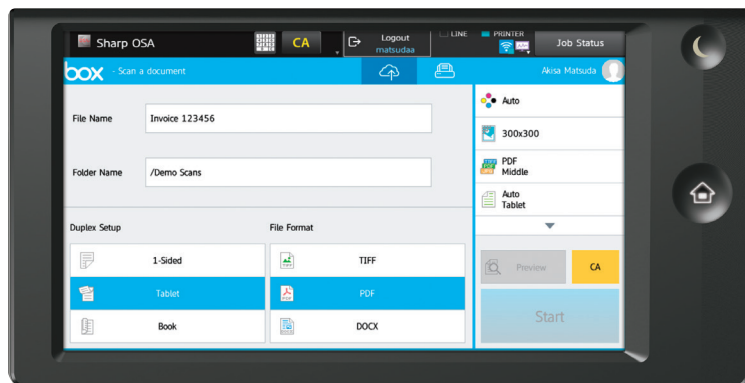 Sharp OSA
CA
Logout
matsudaa
LINE
PRINTER
Job Status
box - Scan a document
Akisa Matsuda
File Name
Invoice 123456
Folder Name
/Demo Scans
Duplex Setup
File Format
1-Sided
TIFF
Tablet
PDF
Book
DOCX
Auto
300x300
PDF
Middle
Auto
Tablet
Preview
CA
Start